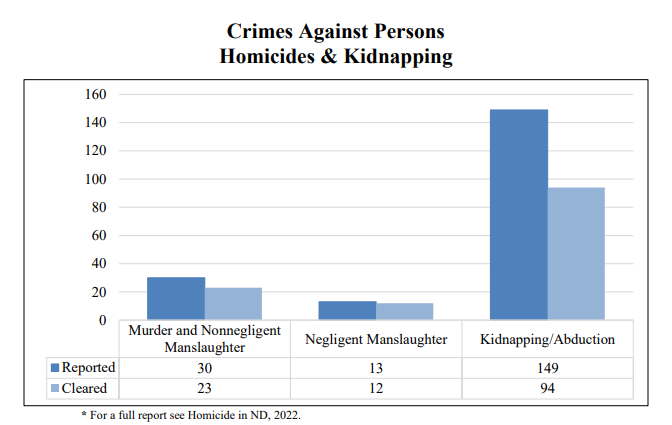 Crimes Against Persons
Homicides & Kidnapping
160
140
120
100
80
60
40
20
0
Murder and Nonnegligent
Manslaughter
Negligent Manslaughter
Kidnapping/Abduction
Reported 30 13 149
Cleared 23 12 94
* For a full report see Homicide in ND, 2022.